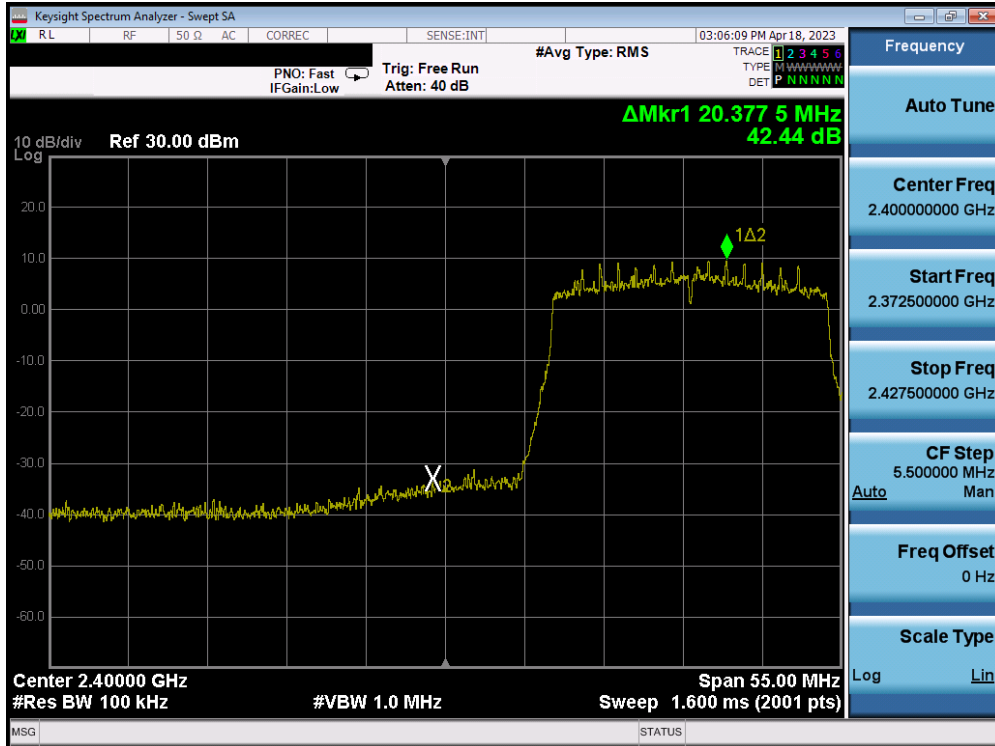 Keysight Spectrum Analyzer - Swept SA
LXI RL RF 50 Ω AC CORREC SENSE:INT 03:06:09 PM Apr 18, 2023
#Avg Type: RMS
TRACE 1 2 3 4 5 6
TYPE M WWWWW
DET P N N N N N
PNO: Fast
IFGain:Low
Trig: Free Run
Atten: 40 dB
ΔMkr1 20.377 5 MHz
42.44 dB
10 dB/div Ref 30.00 dBm
Log
20.0
10.0
0.00
-10.0
-20.0
-30.0
-40.0
-50.0
-60.0
1Δ2
X2
Center 2.40000 GHz Span 55.00 MHz
#Res BW 100 kHz #VBW 1.0 MHz Sweep 1.600 ms (2001 pts)
MSG STATUS
Frequency
Auto Tune
Center Freq
2.400000000 GHz
Start Freq
2.372500000 GHz
Stop Freq
2.427500000 GHz
CF Step
5.500000 MHz
Auto Man
Freq Offset
0 Hz
Scale Type
Log Lin